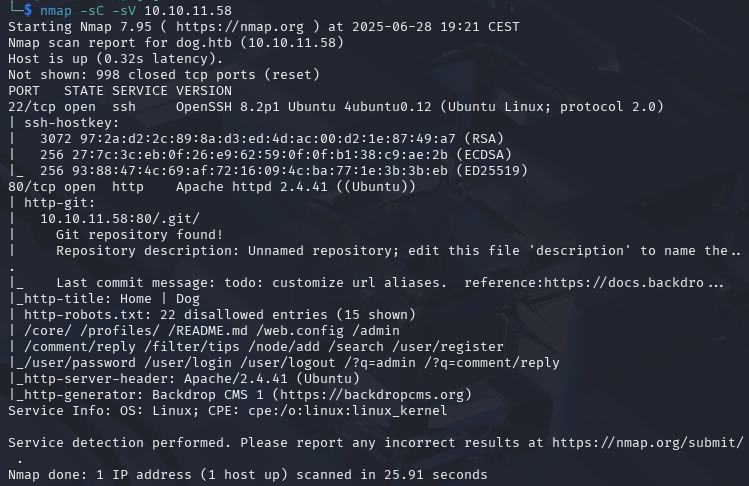 └─$ nmap -sC -sV 10.10.11.58
Starting Nmap 7.95 ( https://nmap.org ) at 2025-06-28 19:21 CEST
Nmap scan report for dog.htb (10.10.11.58)
Host is up (0.32s latency).
Not shown: 998 closed tcp ports (reset)
PORT   STATE SERVICE VERSION
22/tcp open  ssh     OpenSSH 8.2p1 Ubuntu 4ubuntu0.12 (Ubuntu Linux; protocol 2.0)
| ssh-hostkey:
|   3072 97:2a:d2:2c:89:8a:d3:ed:4d:ac:00:d2:1e:87:49:a7 (RSA)
|   256 27:7c:3c:eb:0f:26:e9:62:59:0f:0f:b1:38:c9:ae:2b (ECDSA)
|_  256 93:88:47:4c:69:af:72:16:09:4c:ba:77:1e:3b:3b:eb (ED25519)
80/tcp open  http    Apache httpd 2.4.41 ((Ubuntu))
| http-git:
|   10.10.11.58:80/.git/
|     Git repository found!
|     Repository description: Unnamed repository; edit this file 'description' to name the..
.
|_    Last commit message: todo: customize url aliases.  reference:https://docs.backdro...
|_http-title: Home | Dog
| http-robots.txt: 22 disallowed entries (15 shown)
| /core/ /profiles/ /README.md /web.config /admin
| /comment/reply /filter/tips /node/add /search /user/register
|_/user/password /user/login /user/logout /?q=admin /?q=comment/reply
|_http-server-header: Apache/2.4.41 (Ubuntu)
|_http-generator: Backdrop CMS 1 (https://backdropcms.org)
Service Info: OS: Linux; CPE: cpe:/o:linux:linux_kernel

Service detection performed. Please report any incorrect results at https://nmap.org/submit/
.
Nmap done: 1 IP address (1 host up) scanned in 25.91 seconds